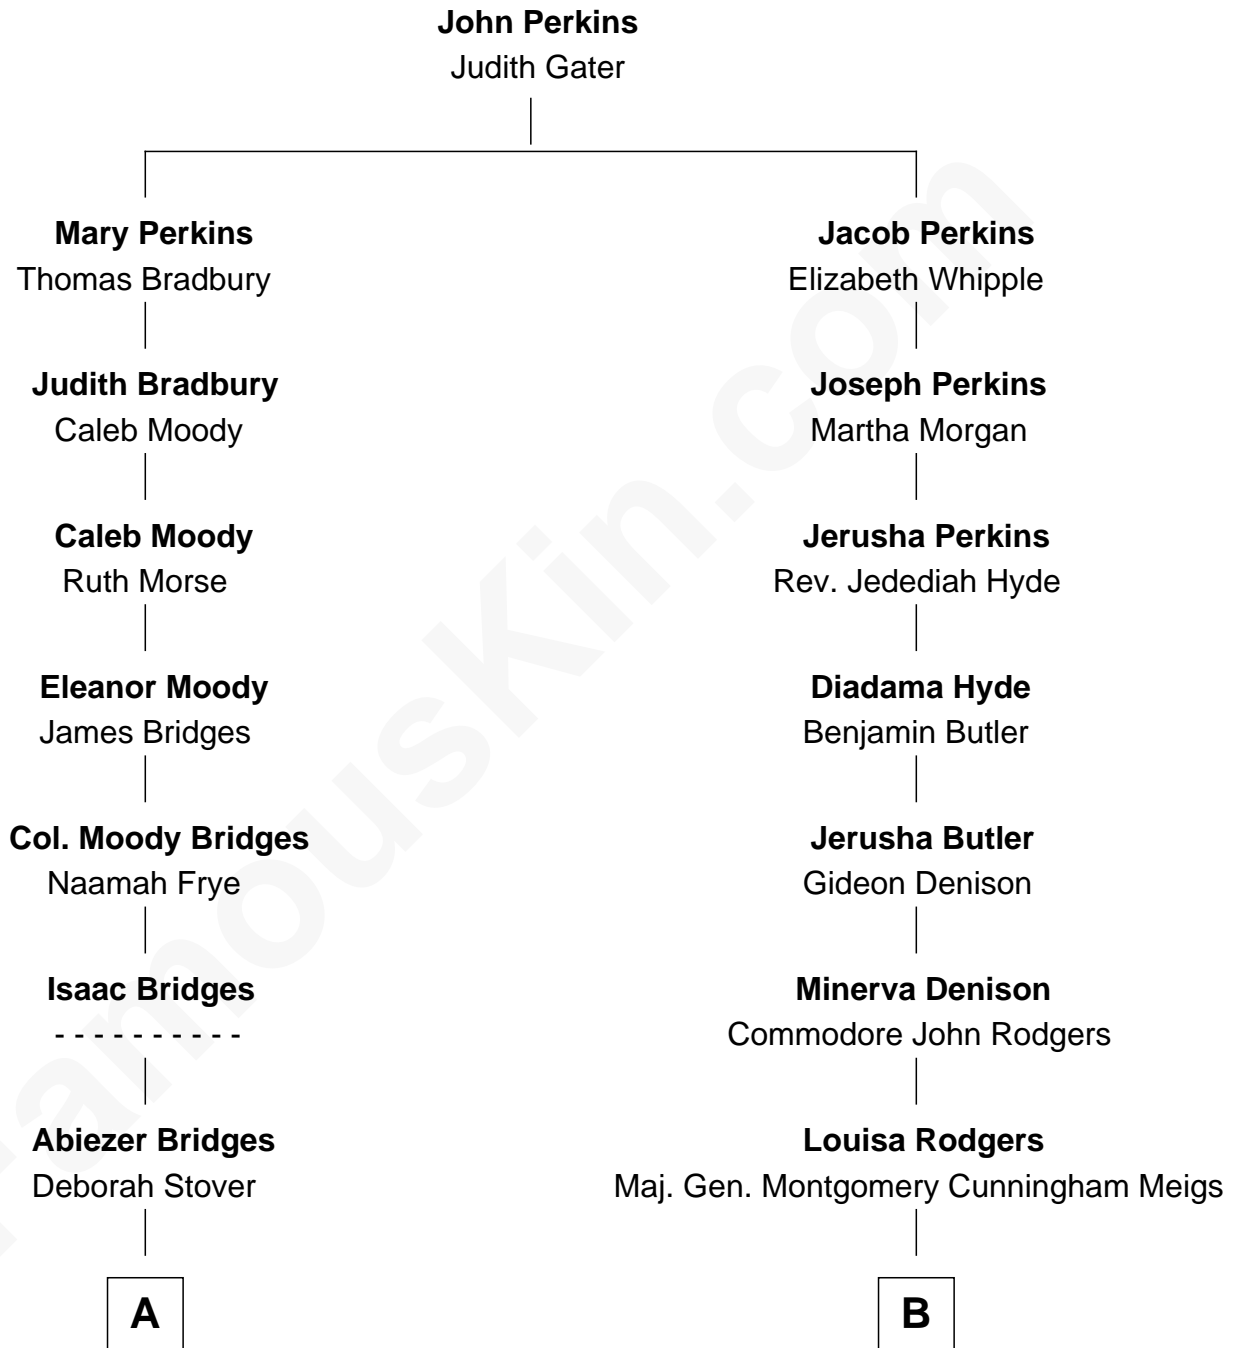 John Perkins
Judith Gater
Mary Perkins
Thomas Bradbury
Jacob Perkins
Elizabeth Whipple
Judith Bradbury
Caleb Moody
Joseph Perkins
Martha Morgan
Caleb Moody
Ruth Morse
Jerusha Perkins
Rev. Jedediah Hyde
Eleanor Moody
James Bridges
Diadama Hyde
Benjamin Butler
Col. Moody Bridges
Naamah Frye
Jerusha Butler
Gideon Denison
Isaac Bridges
- - - - - - - - - -
Minerva Denison
Commodore John Rodgers
Abiezer Bridges
Deborah Stover
Louisa Rodgers
Maj. Gen. Montgomery Cunningham Meigs
A
B
FamousKin.com